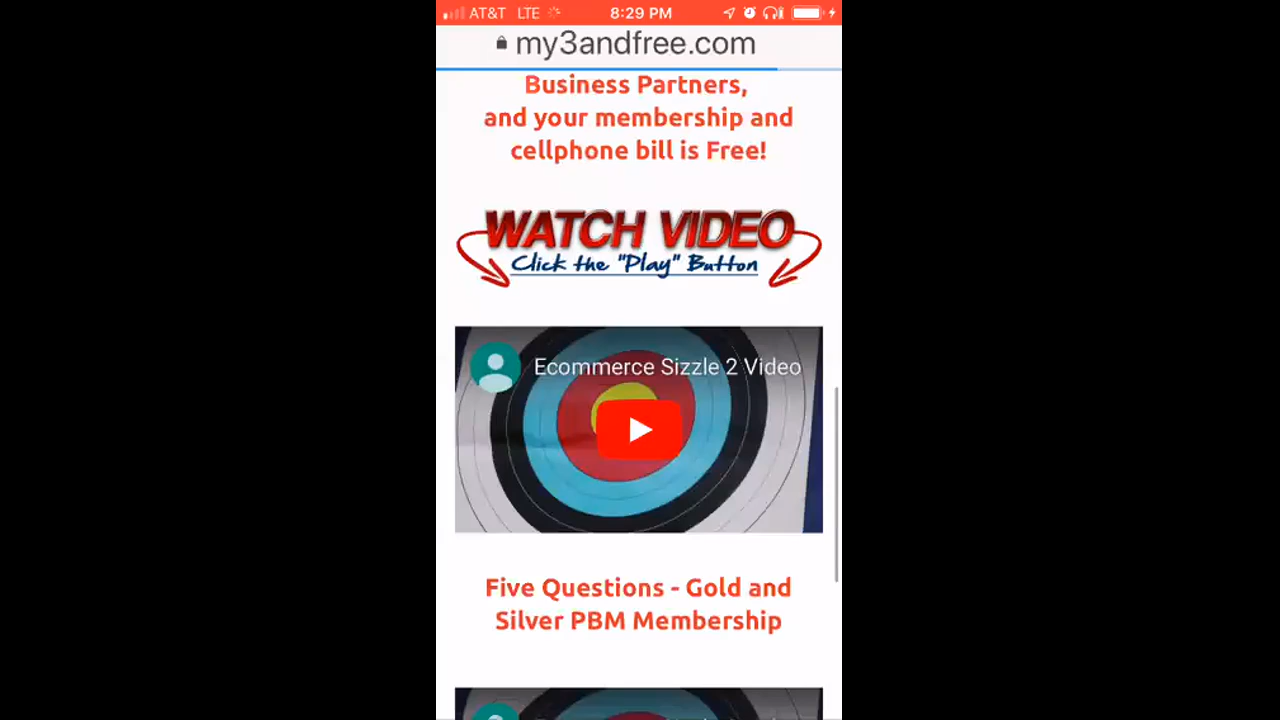 AT&T LTE 8:29 PM
my3andfree.com
Business Partners,
and your membership and
cellphone bill is Free!
WATCH VIDEO
Click the "Play" Button
Ecommerce Sizzle 2 Video
Five Questions - Gold and
Silver PBM Membership